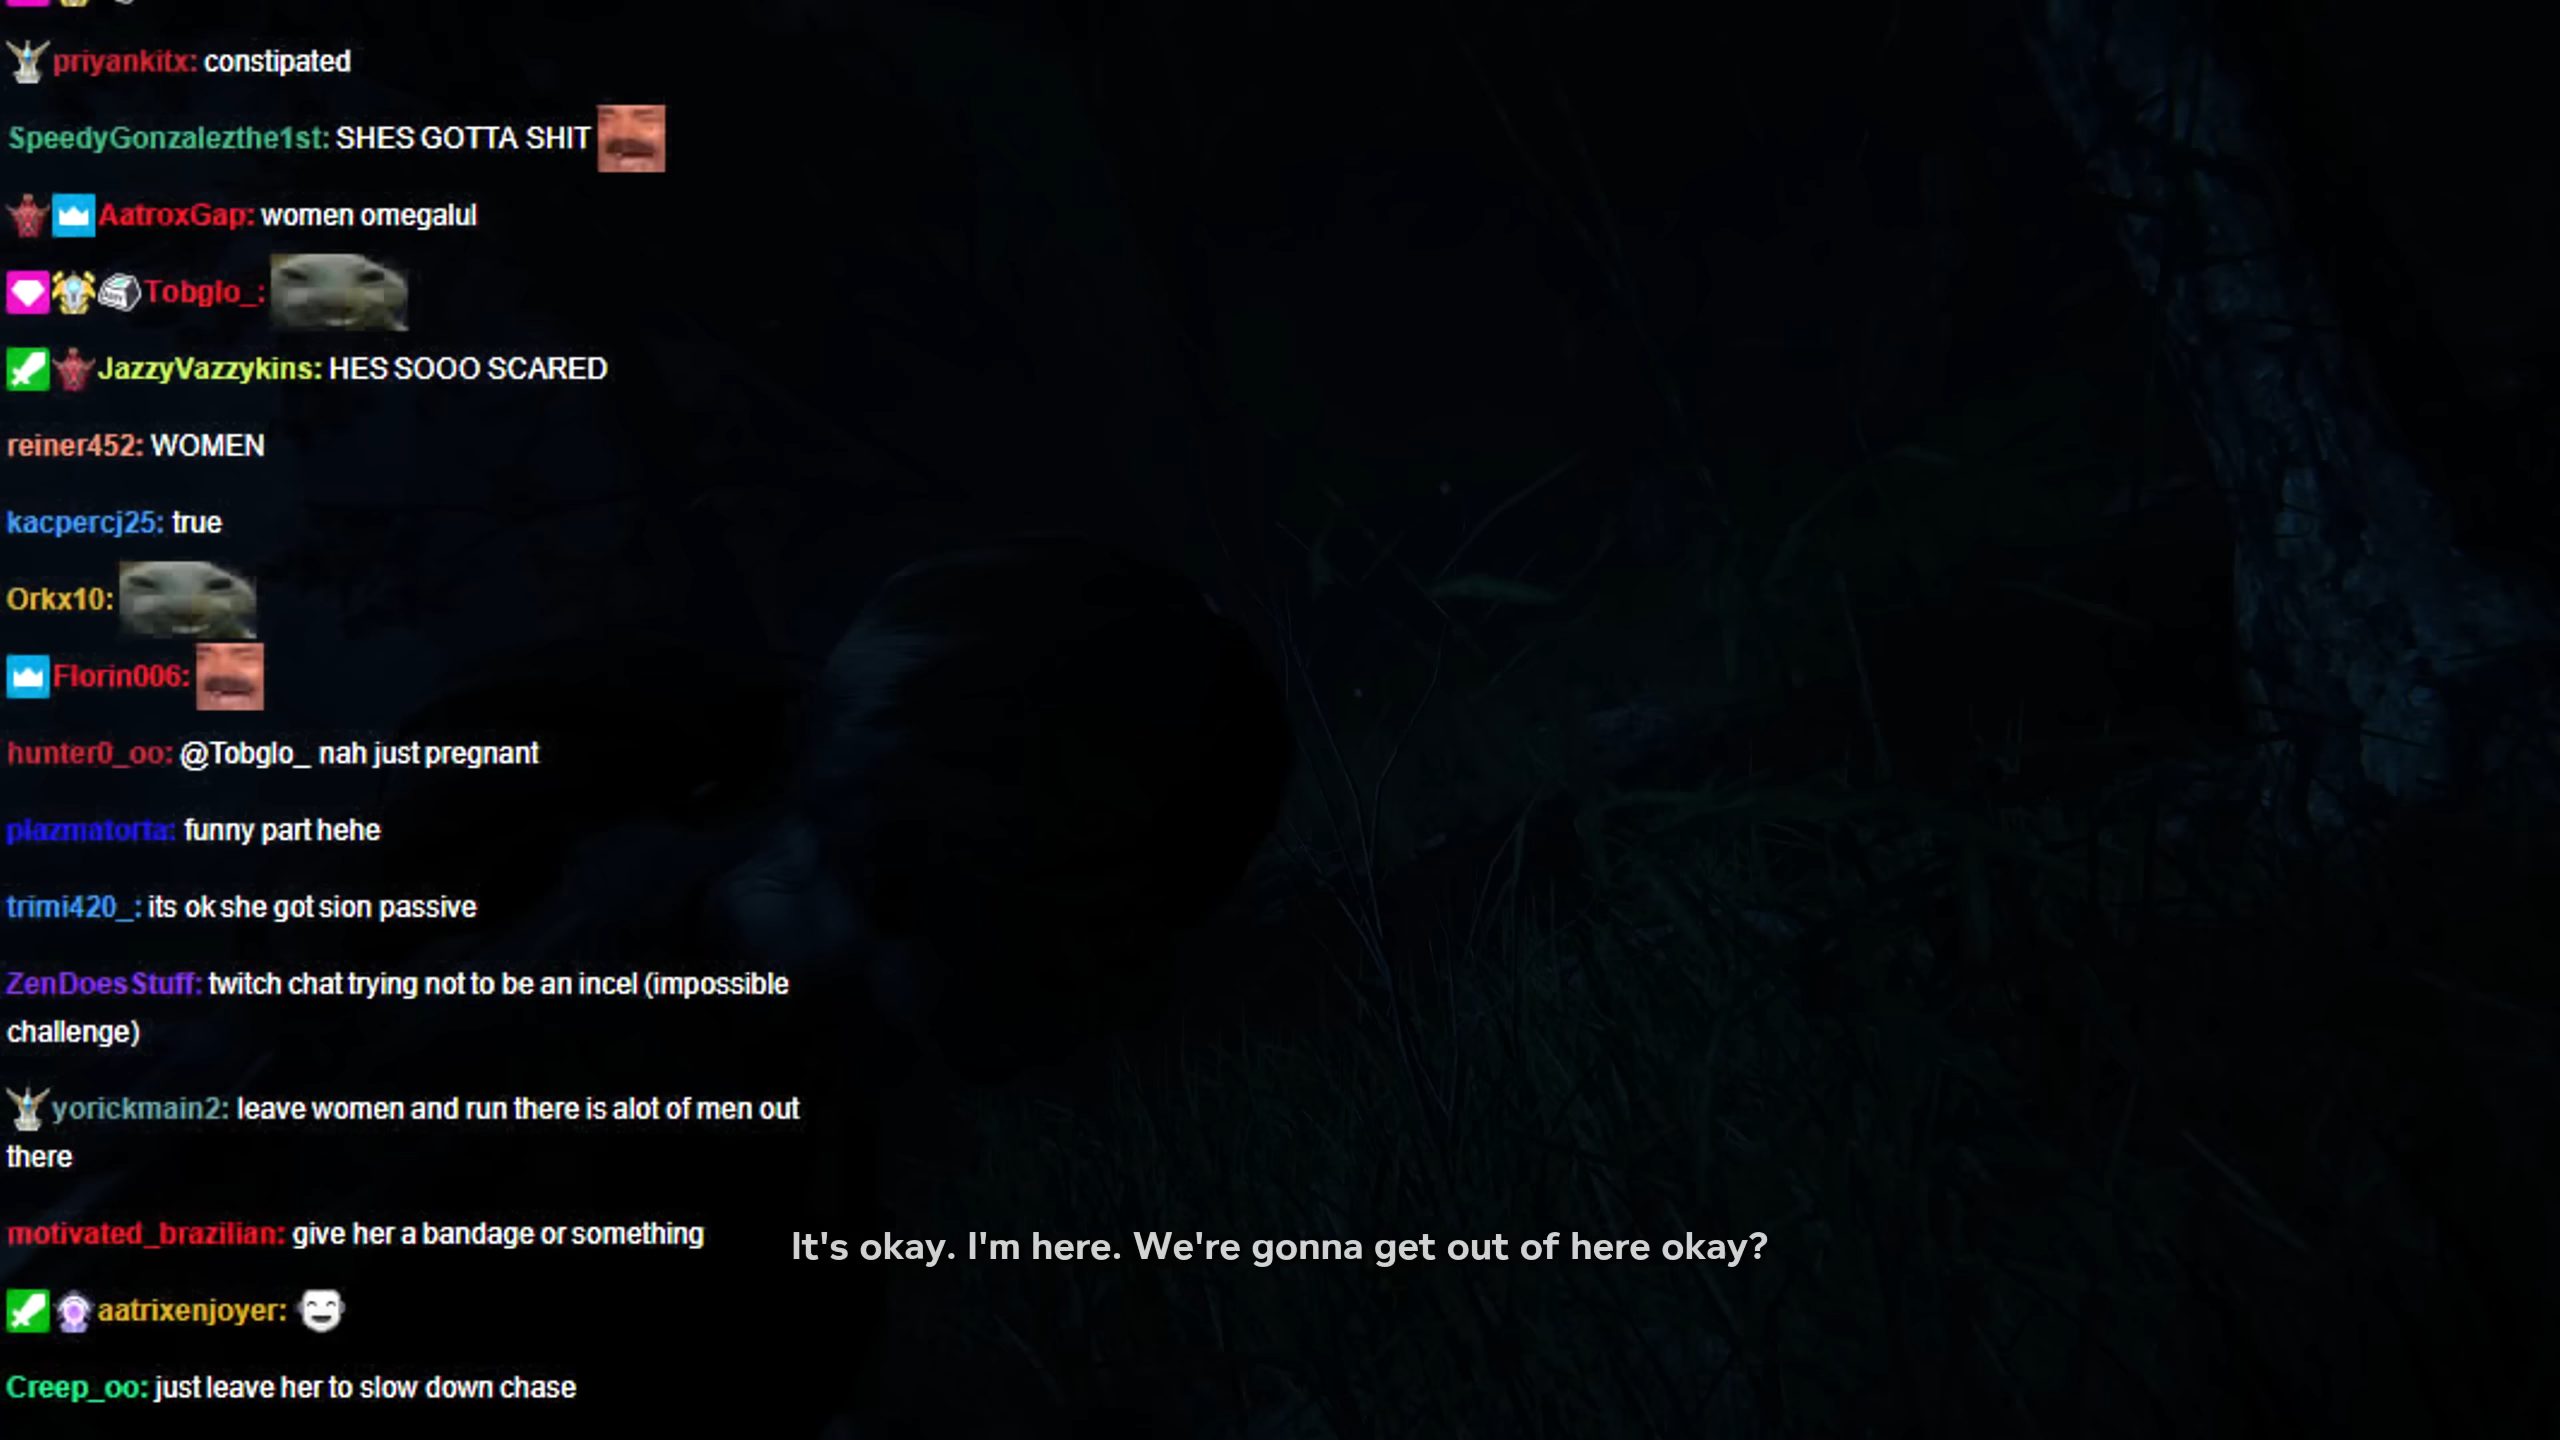 priyankitx: constipated
SpeedyGonzalezthe1st: SHES GOTTA SHIT
AatroxGap: women omegalul
Tobglo_:
JazzyVazzykins: HES SOOO SCARED
reiner452: WOMEN
kacpercj25: true
Orkx10:
Florin006:
hunter0_oo: @Tobglo_ nah just pregnant
plazmatorta: funny part hehe
trimi420_: its ok she got sion passive
ZenDoesStuff: twitch chat trying not to be an incel (impossible
challenge)
yorickmain2: leave women and run there is alot of men out
there
motivated_brazilian: give her a bandage or something
It's okay. I'm here. We're gonna get out of here okay?
aatrixenjoyer:
Creep_oo: just leave her to slow down chase